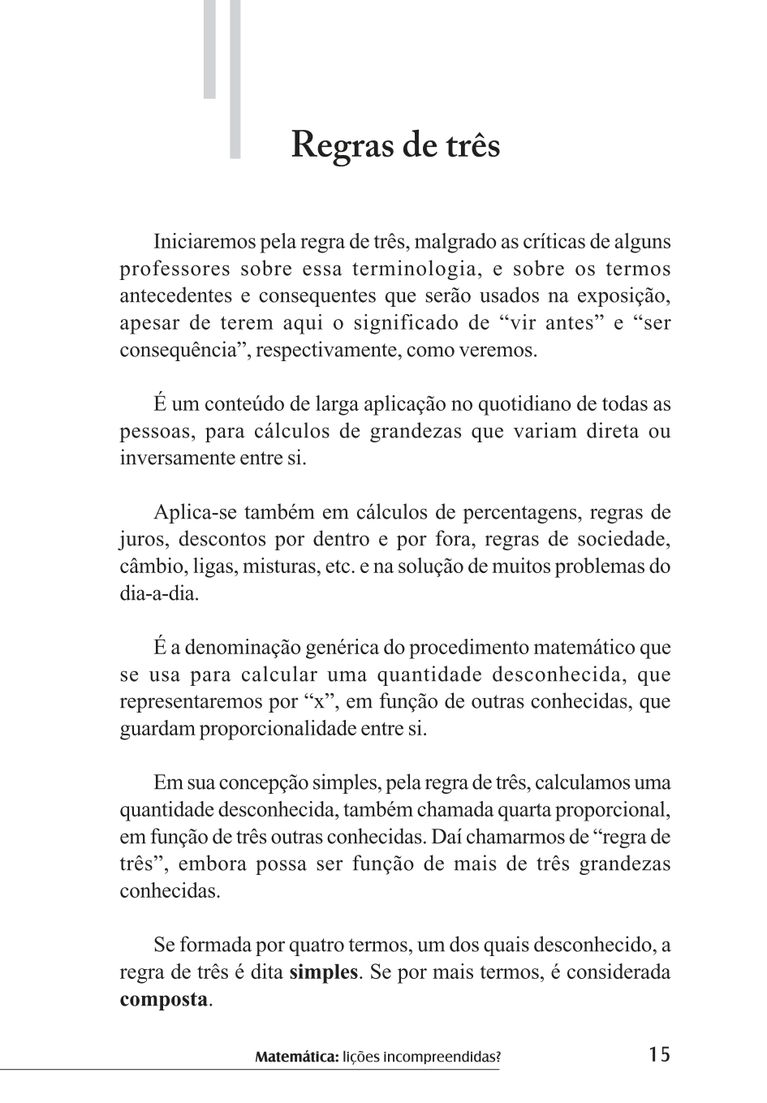 Regras de três
Iniciaremos pela regra de três, malgrado as críticas de alguns
professores sobre essa terminologia, e sobre os termos
antecedentes e consequentes que serão usados na exposição,
apesar de terem aqui o significado de “vir antes” e “ser
consequência”, respectivamente, como veremos.
É um conteúdo de larga aplicação no quotidiano de todas as
pessoas, para cálculos de grandezas que variam direta ou
inversamente entre si.
Aplica-se também em cálculos de percentagens, regras de
juros, descontos por dentro e por fora, regras de sociedade,
câmbio, ligas, misturas, etc. e na solução de muitos problemas do
dia-a-dia.
É a denominação genérica do procedimento matemático que
se usa para calcular uma quantidade desconhecida, que
representaremos por “x”, em função de outras conhecidas, que
guardam proporcionalidade entre si.
Em sua concepção simples, pela regra de três, calculamos uma
quantidade desconhecida, também chamada quarta proporcional,
em função de três outras conhecidas. Daí chamarmos de “regra de
três”, embora possa ser função de mais de três grandezas
conhecidas.
Se formada por quatro termos, um dos quais desconhecido, a
regra de três é dita simples. Se por mais termos, é considerada
composta.
Matemática: lições incompreendidas? 15